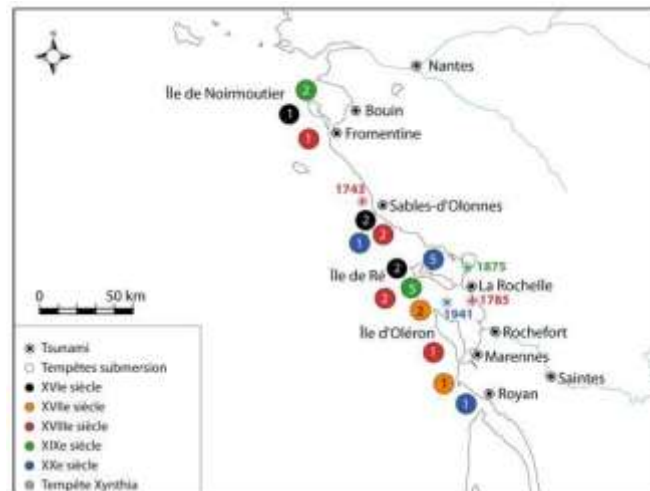 Nantes
Île de Noirmoutier
2
Bouin
1
Fromentine
1
1743
Sables-d'Olonnes
2
2
1
5
1875
Île de Ré
2
La Rochelle
5
2
1785
2
1941
0 50 km
Île d'Oléron
Rochefort
1
Marennes
Saintes
1
Royan
1
Tsunami
Tempêtes submersion
XVIe siècle
XVIIe siècle
XVIIIe siècle
XIXe siècle
XXe siècle
Tempête Xynthia